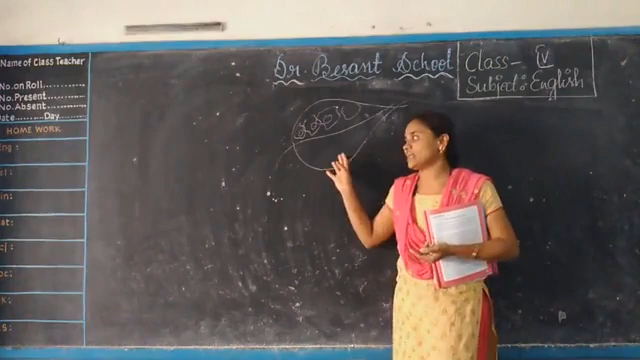 Dr. Besant School
Class - V
Subject : English
Name of Class Teacher
No. on Roll............
No. Present............
No. Absent............
Date.........Day.........
HOME WORK